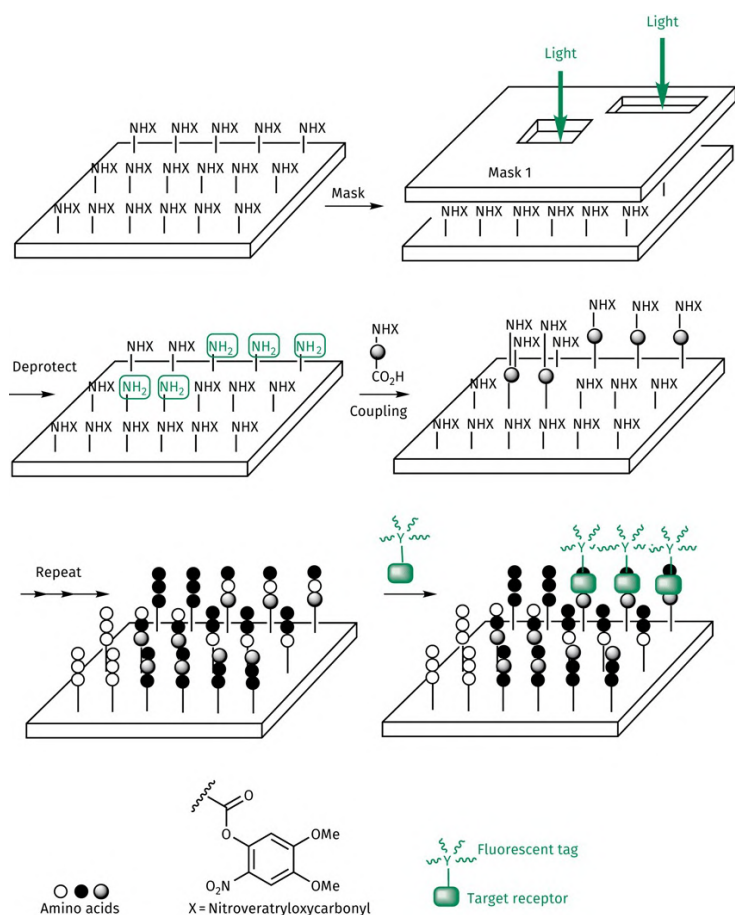 Light
Light
NHX NHX NHX NHX NHX
NHX NHX NHX NHX NHX NHX
NHX NHX NHX NHX NHX NHX
Mask
Mask 1
NHX NHX NHX NHX NHX NHX
Deprotect
NHX NHX NH2 NH2 NH2
NHX NH2 NH2 NHX NHX NHX
NHX NHX NHX NHX NHX NHX
NHX
CO2H
Coupling
NHX NHX NHX
NHX NHX
NHX NHX
NHX NHX NHX NHX
NHX NHX NHX NHX NHX NHX
Repeat
Y
Y Y Y
O
O
OMe
O2N
OMe
X = Nitroveratryloxycarbonyl
Amino acids
Y
Fluorescent tag
Target receptor